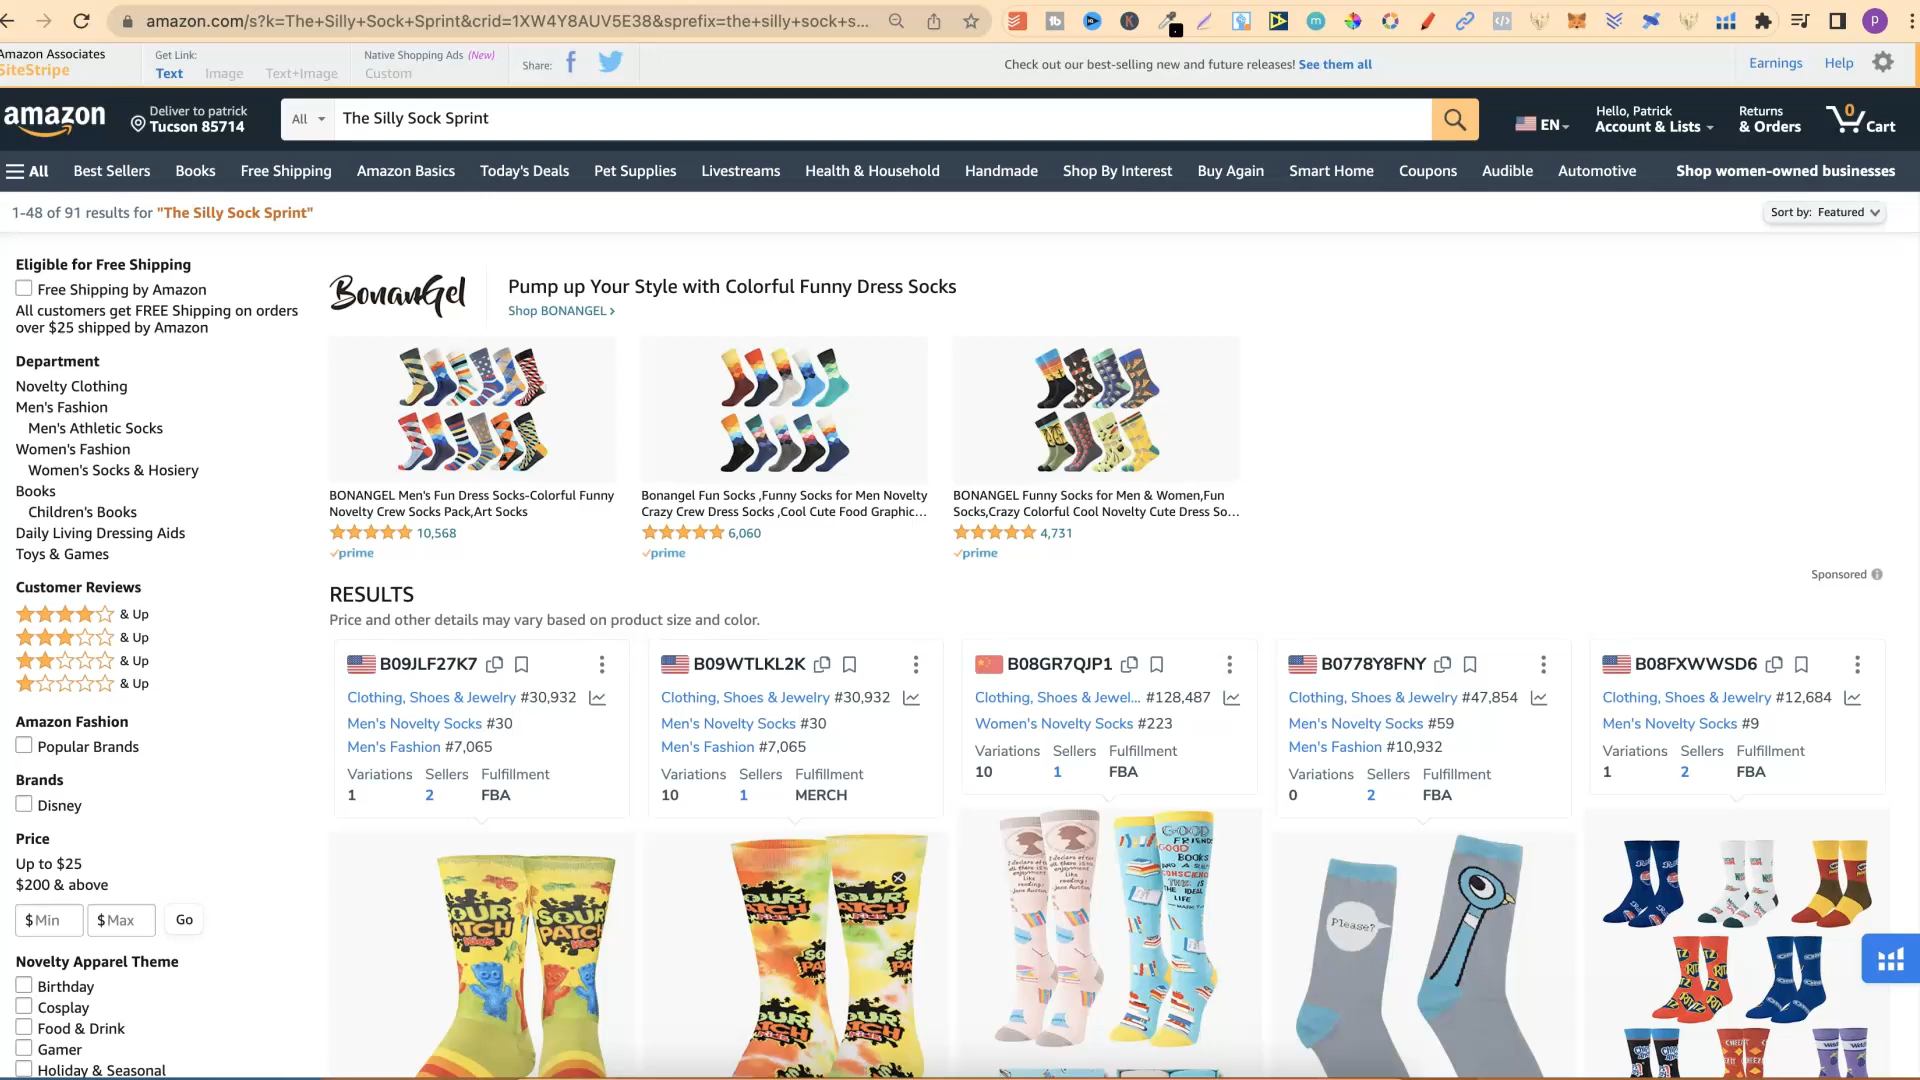 amazon.com/s?k=The+Silly+Sock+Sprint&crid=1XW4Y8AUV5E38&sprefix=the+silly+sock+s...
Amazon Associates
SiteStripe
Get Link:
Text Image Text+Image
Native Shopping Ads (New)
Custom
Share:
Check out our best-selling new and future releases! See them all
Earnings Help
amazon
Deliver to patrick
Tucson 85714
All
The Silly Sock Sprint
EN
Hello, Patrick
Account & Lists
Returns
& Orders
0
Cart
All Best Sellers Books Free Shipping Amazon Basics Today's Deals Pet Supplies Livestreams Health & Household Handmade Shop By Interest Buy Again Smart Home Coupons Audible Automotive Shop women-owned businesses
1-48 of 91 results for "The Silly Sock Sprint"
Sort by: Featured
Eligible for Free Shipping
Free Shipping by Amazon
All customers get FREE Shipping on orders
over $25 shipped by Amazon
Department
Novelty Clothing
Men's Fashion
Men's Athletic Socks
Women's Fashion
Women's Socks & Hosiery
Books
Children's Books
Daily Living Dressing Aids
Toys & Games
Customer Reviews
& Up
& Up
& Up
& Up
Amazon Fashion
Popular Brands
Brands
Disney
Price
Up to $25
$200 & above
$ Min $ Max Go
Novelty Apparel Theme
Birthday
Cosplay
Food & Drink
Gamer
Holiday & Seasonal
BonanGel
Pump up Your Style with Colorful Funny Dress Socks
Shop BONANGEL ›
BONANGEL Men's Fun Dress Socks-Colorful Funny
Novelty Crew Socks Pack,Art Socks
10,568
prime
Bonangel Fun Socks ,Funny Socks for Men Novelty
Crazy Crew Dress Socks ,Cool Cute Food Graphic...
6,060
prime
BONANGEL Funny Socks for Men & Women,Fun
Socks,Crazy Colorful Cool Novelty Cute Dress So...
4,731
prime
Sponsored
RESULTS
Price and other details may vary based on product size and color.
B09JLF27K7
Clothing, Shoes & Jewelry #30,932
Men's Novelty Socks #30
Men's Fashion #7,065
Variations Sellers Fulfillment
1 2 FBA
B09WTLKL2K
Clothing, Shoes & Jewelry #30,932
Men's Novelty Socks #30
Men's Fashion #7,065
Variations Sellers Fulfillment
10 1 MERCH
B08GR7QJP1
Clothing, Shoes & Jewel... #128,487
Women's Novelty Socks #223
Variations Sellers Fulfillment
10 1 FBA
B0778Y8FNY
Clothing, Shoes & Jewelry #47,854
Men's Novelty Socks #59
Men's Fashion #10,932
Variations Sellers Fulfillment
0 2 FBA
B08FXWWSD6
Clothing, Shoes & Jewelry #12,684
Men's Novelty Socks #9
Variations Sellers Fulfillment
1 2 FBA
SOUR
PATCH
Kids
GOOD
FRIENDS
GOOD
BOOKS
CONSCIENCE
THIS IS
THE IDEAL
LIFE
Please?
RITZ